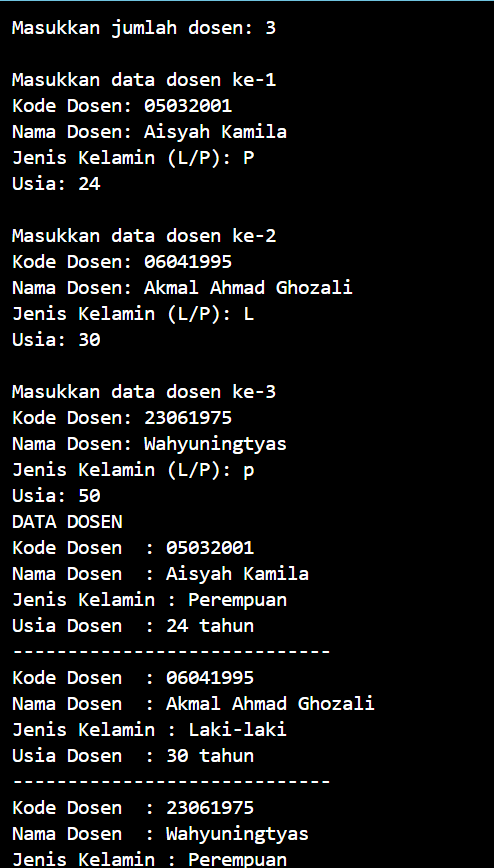 Masukkan jumlah dosen: 3
Masukkan data dosen ke-1
Kode Dosen: 05032001
Nama Dosen: Aisyah Kamila
Jenis Kelamin (L/P): P
Usia: 24
Masukkan data dosen ke-2
Kode Dosen: 06041995
Nama Dosen: Akmal Ahmad Ghozali
Jenis Kelamin (L/P): L
Usia: 30
Masukkan data dosen ke-3
Kode Dosen: 23061975
Nama Dosen: Wahyuningtyas
Jenis Kelamin (L/P): p
Usia: 50
DATA DOSEN
Kode Dosen  : 05032001
Nama Dosen  : Aisyah Kamila
Jenis Kelamin : Perempuan
Usia Dosen  : 24 tahun
-----------------------------
Kode Dosen  : 06041995
Nama Dosen  : Akmal Ahmad Ghozali
Jenis Kelamin : Laki-laki
Usia Dosen  : 30 tahun
-----------------------------
Kode Dosen  : 23061975
Nama Dosen  : Wahyuningtyas
Jenis Kelamin : Perempuan